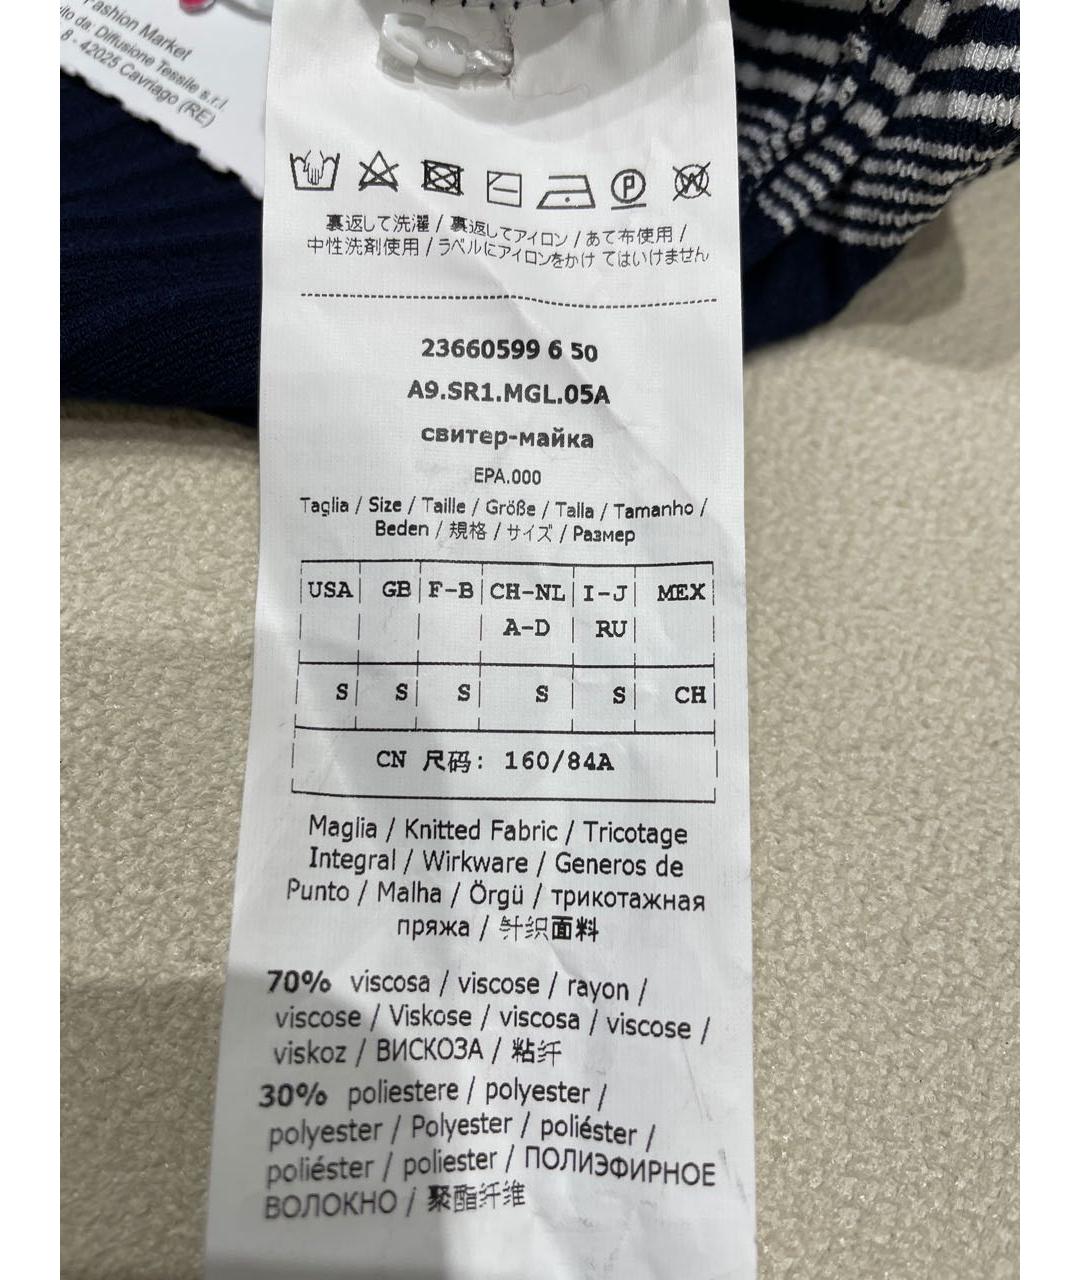 Fashion Market
ito da: Diffusione Tessile s.r.l
8 - 42025 Cavriago (RE)
P
W
裏返して洗濯 / 裏返してアイロン / あて布使用 /
中性洗剤使用 / ラベルにアイロンをかけ てはいけません
23660599 6 50
A9.SR1.MGL.05A
свитер-майка
EPA.000
Taglia / Size / Taille / Größe / Talla / Tamanho /
Beden / 規格 / サイズ / Размер
USA GB F-B CH-NL I-J MEX
A-D RU
S S S S S CH
CN 尺码: 160/84A
Maglia / Knitted Fabric / Tricotage
Integral / Wirkware / Generos de
Punto / Malha / Örgü / трикотажная
пряжа / 针织面料
70% viscosa / viscose / rayon /
viscose / Viskose / viscosa / viscose /
viskoz / ВИСКОЗА / 粘纤
30% poliestere / polyester /
polyester / Polyester / poliéster /
poliéster / poliester / ПОЛИЭФИРНОЕ
ВОЛОКНО / 聚酯纤维